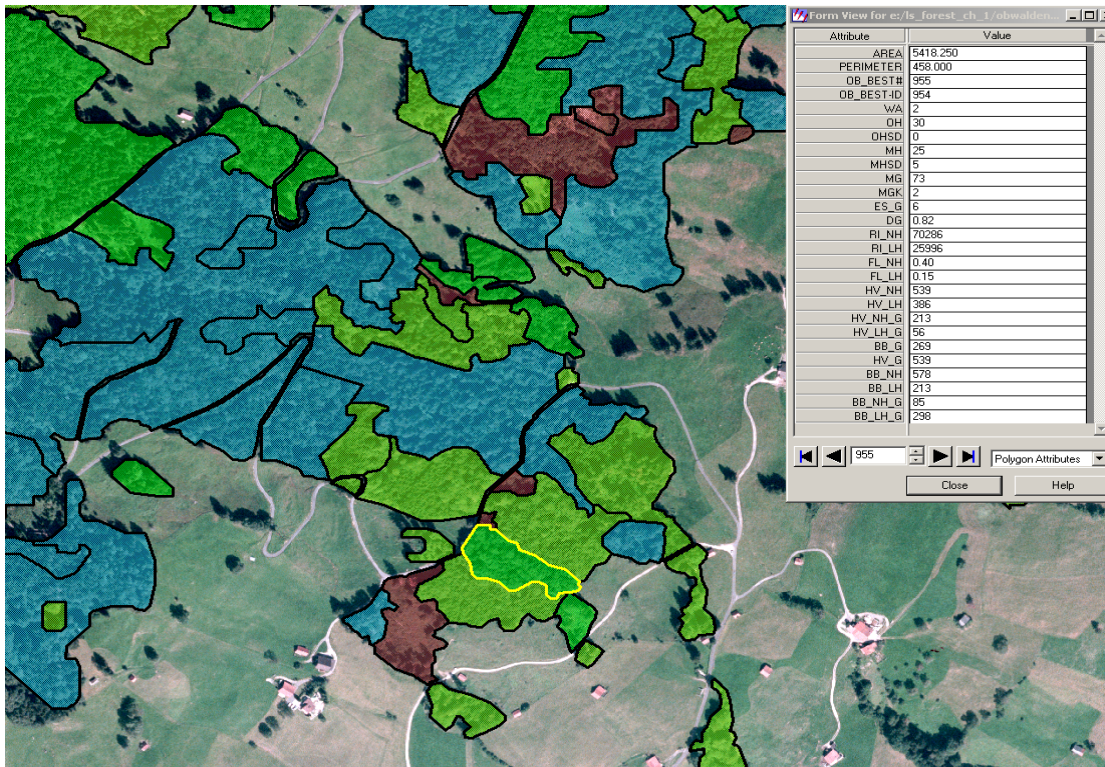 Form View for e:/ls_forest_ch_1/obwalden...
Attribute Value
AREA 5418.250
PERIMETER 458.000
OB_BEST# 955
OB_BEST-ID 954
WA 2
OH 30
OHSD 0
MH 25
MHSD 5
MG 73
MGK 2
ES_G 6
DG 0.82
RI_NH 70286
RI_LH 25996
FL_NH 0.40
FL_LH 0.15
HV_NH 539
HV_LH 386
HV_NH_G 213
HV_LH_G 56
BB_G 269
HV_G 539
BB_NH 578
BB_LH 213
BB_NH_G 85
BB_LH_G 298
955 Polygon Attributes
Close Help